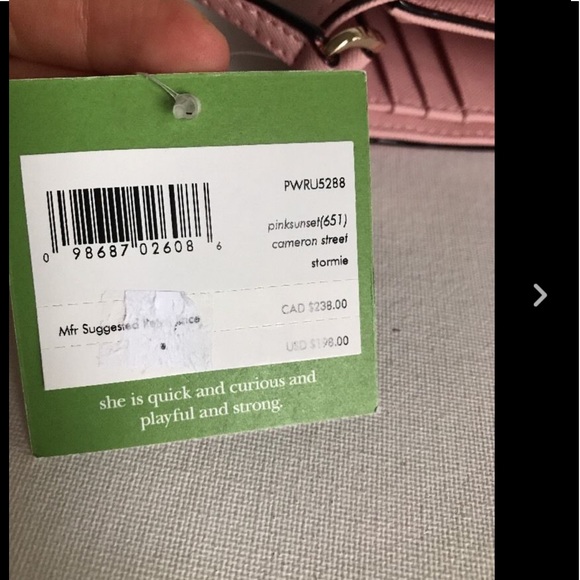 PWRU5288
0 98687 02608 6
pinksunset(651)
cameron street
stormie
Mfr Suggested
CAD $238.00
USD $198.00
she is quick and curious and
playful and strong.